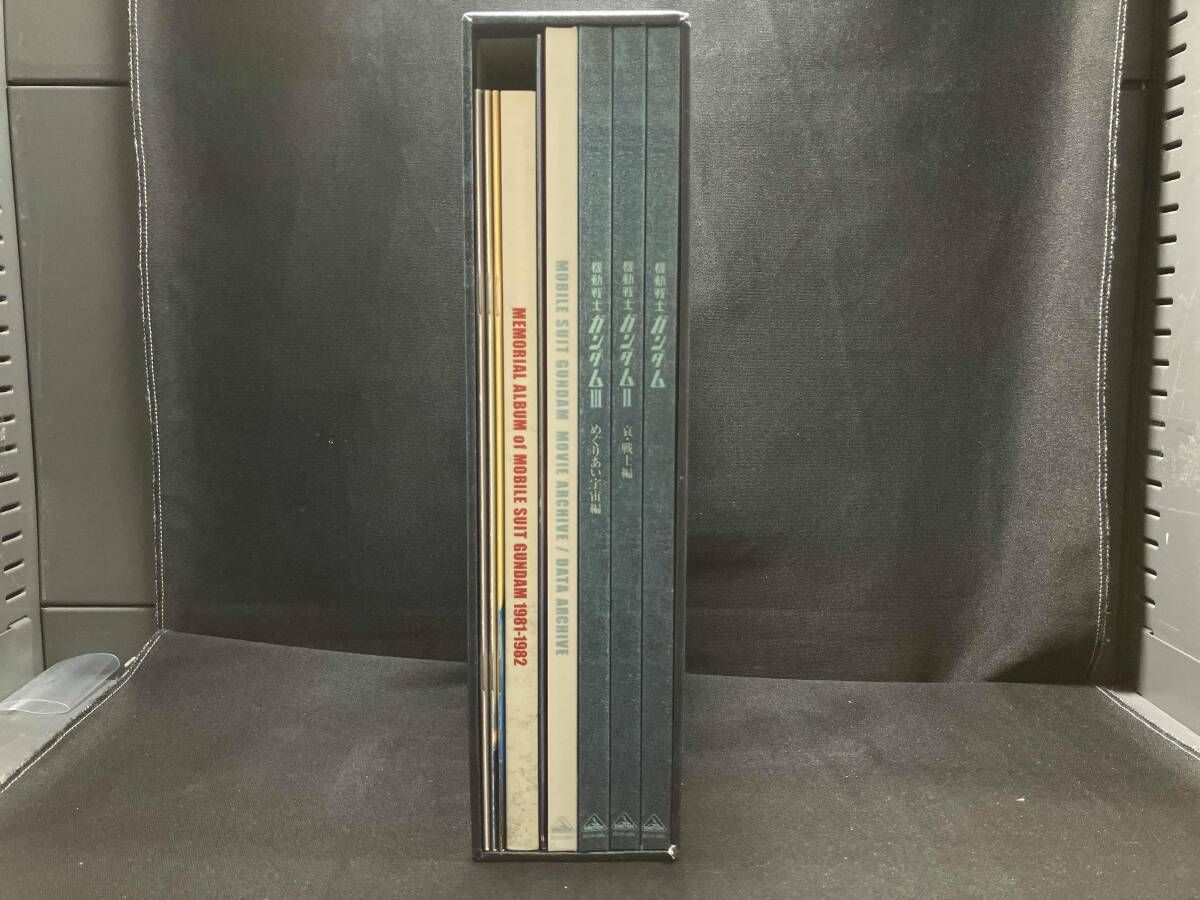 MEMORIAL ALBUM of MOBILE SUIT GUNDAM 1981-1982
MOBILE SUIT GUNDAM MOVIE ARCHIVE / DATA ARCHIVE
機動戦士ガンダムIII めぐりあい宇宙編
機動戦士ガンダムII 哀・戦士編
機動戦士ガンダム